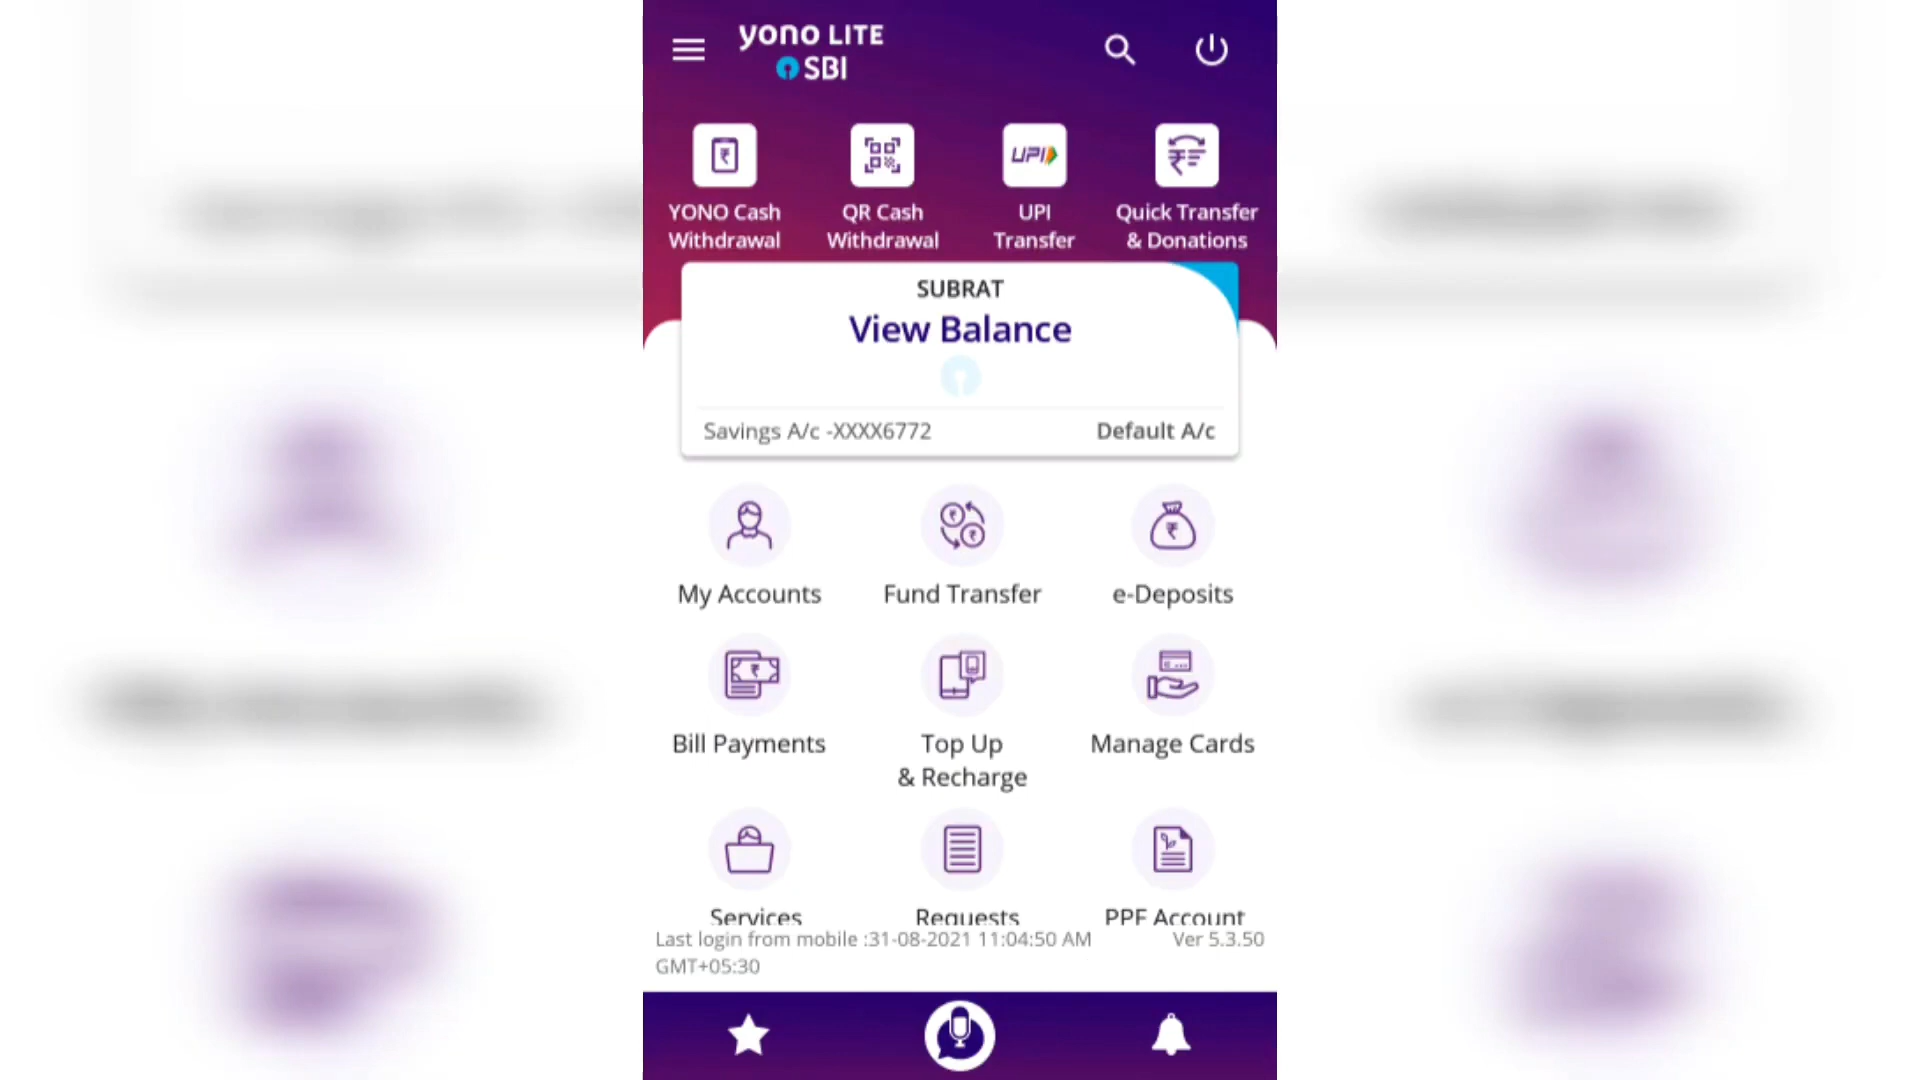 yono LITE
SBI
YONO Cash
Withdrawal
QR Cash
Withdrawal
UPI
UPI
Transfer
Quick Transfer
& Donations
SUBRAT
View Balance
Savings A/c -XXXX6772
Default A/c
My Accounts
Fund Transfer
e-Deposits
Bill Payments
Top Up
& Recharge
Manage Cards
Services
Requests
PPF Account
Last login from mobile :31-08-2021 11:04:50 AM
GMT+05:30
Ver 5.3.50